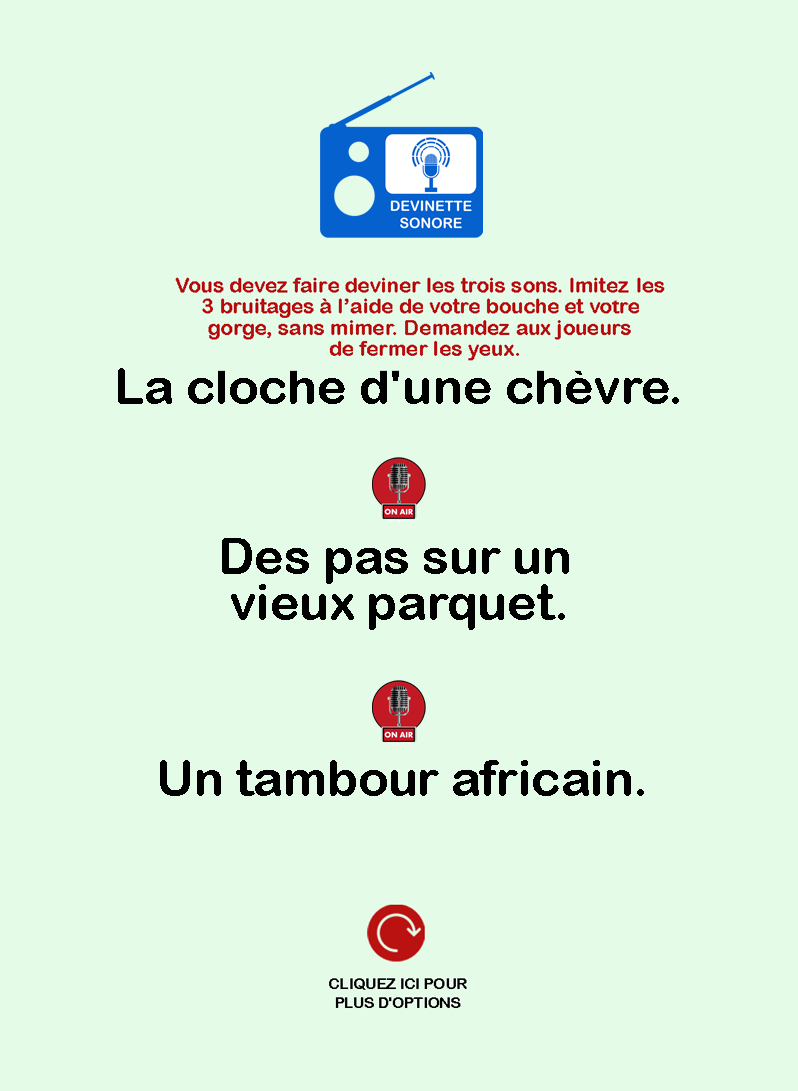 DEVINETTE
SONORE
Vous devez faire deviner les trois sons. Imitez les
3 bruitages à l’aide de votre bouche et votre
gorge, sans mimer. Demandez aux joueurs
de fermer les yeux.
La cloche d'une chèvre.
ON AIR
Des pas sur un
vieux parquet.
ON AIR
Un tambour africain.
CLIQUEZ ICI POUR
PLUS D'OPTIONS